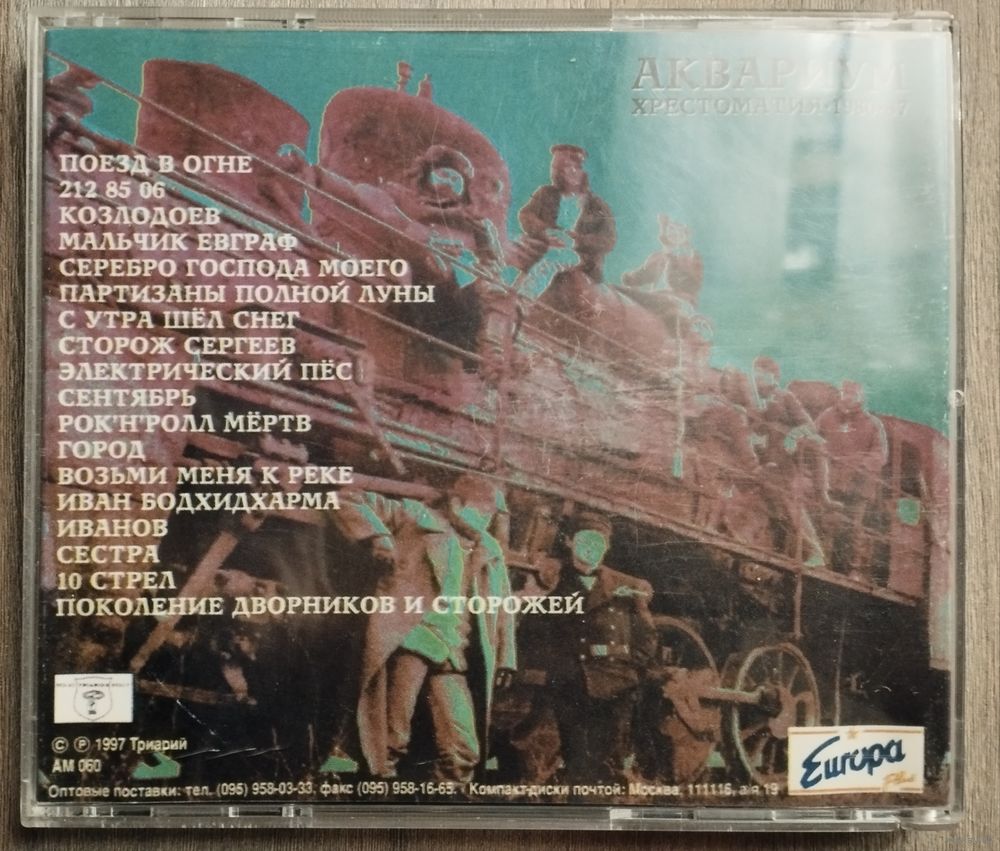 АКВАРИУМ
ХРЕСТОМАТИЯ
ПОЕЗД В ОГНЕ
212 85 06
КОЗЛОДОЕВ
МАЛЬЧИК ЕВГРАФ
СЕРЕБРО ГОСПОДА МОЕГО
ПАРТИЗАНЫ ПОЛНОЙ ЛУНЫ
С УТРА ШЁЛ СНЕГ
СТОРОЖ СЕРГЕЕВ
ЭЛЕКТРИЧЕСКИЙ ПЁС
СЕНТЯБРЬ
РОК'Н'РОЛЛ МЁРТВ
ГОРОД
ВОЗЬМИ МЕНЯ К РЕКЕ
ИВАН БОДХИДХАРМА
ИВАНОВ
СЕСТРА
10 СТРЕЛ
ПОКОЛЕНИЕ ДВОРНИКОВ И СТОРОЖЕЙ
© ℗ 1997 Триарий
АМ 060
Europa
Plus
Оптовые поставки: тел. (095) 958-03-33, факс (095) 958-16-65. Компакт-диски почтой: Москва, 111116, а/я 19